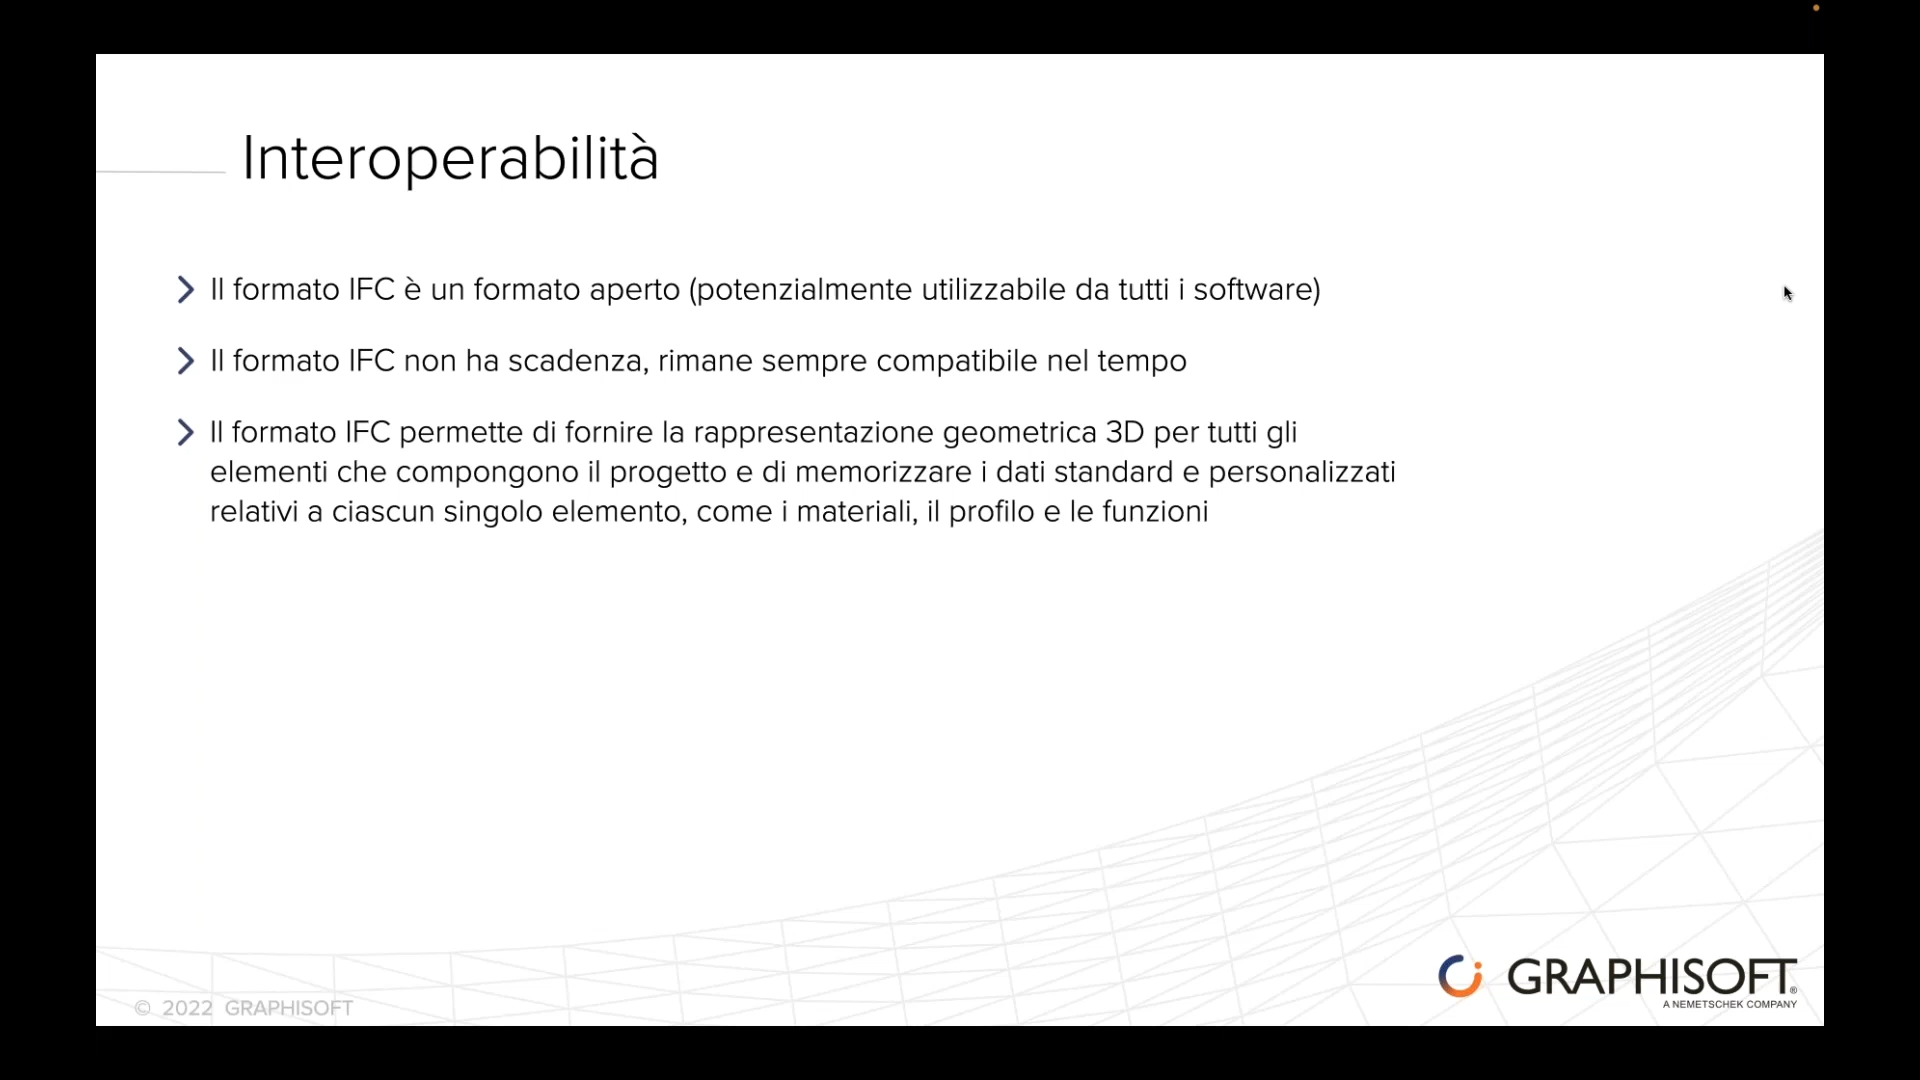 Interoperabilità
Il formato IFC è un formato aperto (potenzialmente utilizzabile da tutti i software)
Il formato IFC non ha scadenza, rimane sempre compatibile nel tempo
Il formato IFC permette di fornire la rappresentazione geometrica 3D per tutti gli
elementi che compongono il progetto e di memorizzare i dati standard e personalizzati
relativi a ciascun singolo elemento, come i materiali, il profilo e le funzioni
GRAPHISOFT®
A NEMETSCHEK COMPANY
© 2022 GRAPHISOFT